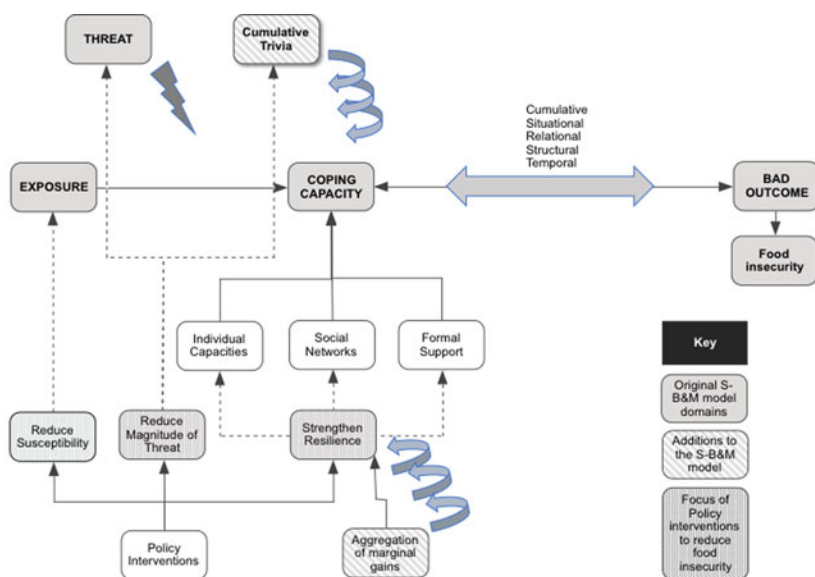 THREAT
Cumulative
Trivia
Cumulative
Situational
Relational
Structural
Temporal
EXPOSURE
COPING
CAPACITY
BAD
OUTCOME
Food
insecurity
Individual
Capacities
Social
Networks
Formal
Support
Key
Original S-
B&M model
domains
Reduce
Susceptibility
Reduce
Magnitude of
Threat
Strengthen
Resilience
Additions to
the S-B&M
model
Policy
Interventions
Aggregation
of marginal
gains
Focus of
Policy
interventions
to reduce
food
insecurity